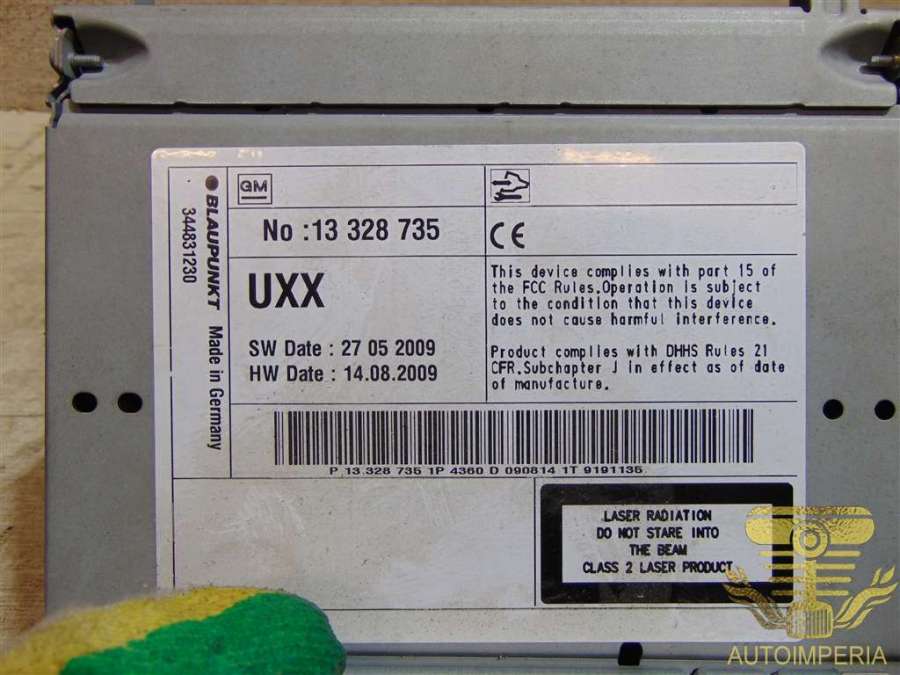 BLAUPUNKT Made in Germany
344831230
GM
No :13 328 735
UXX
SW Date : 27 05 2009
HW Date : 14.08.2009
CE
This device complies with part 15 of
the FCC Rules.Operation is subject
to the condition that this device
does not cause harmful interference.
Product complies with DHHS Rules 21
CFR.Subchapter J in effect as of date
of manufacture.
P 13.328 735 1P 4360 D 090814 1T 9191135
LASER RADIATION
DO NOT STARE INTO
THE BEAM
CLASS 2 LASER PRODUCT
AUTOIMPERIA